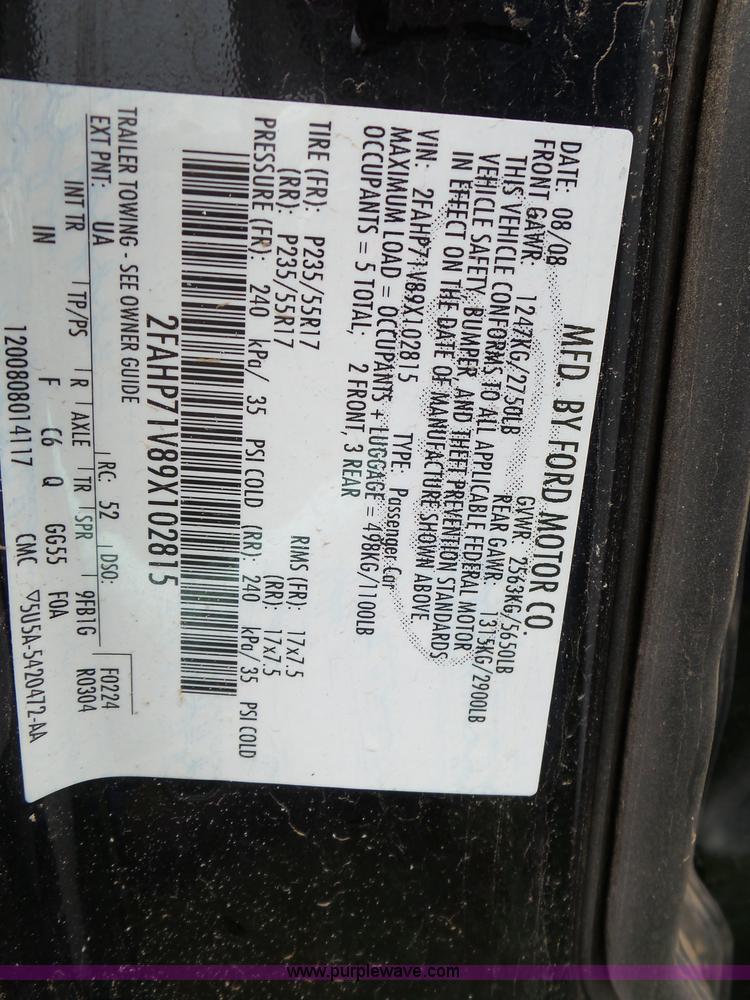 MFD. BY FORD MOTOR CO.
DATE: 08/08 GVWR: 2563KG/5650LB
FRONT GAWR: 1247KG/2750LB REAR GAWR: 1315KG/2900LB
THIS VEHICLE CONFORMS TO ALL APPLICABLE FEDERAL MOTOR
VEHICLE SAFETY, BUMPER, AND THEFT PREVENTION STANDARDS
IN EFFECT ON THE DATE OF MANUFACTURE SHOWN ABOVE.
VIN: 2FAHP71V89X102815 TYPE: Passenger Car
MAXIMUM LOAD = OCCUPANTS + LUGGAGE = 498KG/1100LB
OCCUPANTS = 5 TOTAL, 2 FRONT, 3 REAR
TIRE (FR): P235/55R17 RIMS (FR): 17x7.5
(RR): P235/55R17 (RR): 17x7.5
PRESSURE (FR): 240 kPa/ 35 PSI COLD (RR): 240 kPa/35 PSI COLD
2FAHP71V89X102815
TRAILER TOWING - SEE OWNER GUIDE
F0224
EXT PNT: UA RC: 52 DSO: R0304
INT TR TP/PS R AXLE TR SPR 9FB1G
IN F C6 Q GG55 F0A
1200808014117 CMC ▽5U5A-5420472-AA
www.purplewave.com